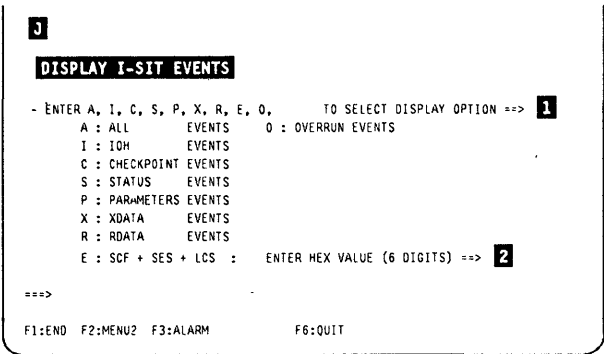 J
DISPLAY I-SIT EVENTS
- ENTER A, I, C, S, P, X, R, E, O, TO SELECT DISPLAY OPTION ==> 1
A : ALL EVENTS O : OVERRUN EVENTS
I : IOH EVENTS
C : CHECKPOINT EVENTS
S : STATUS EVENTS
P : PARAMETERS EVENTS
X : XDATA EVENTS
R : RDATA EVENTS
E : SCF + SES + LCS : ENTER HEX VALUE (6 DIGITS) ==> 2
===>
F1:END F2:MENU2 F3:ALARM F6:QUIT